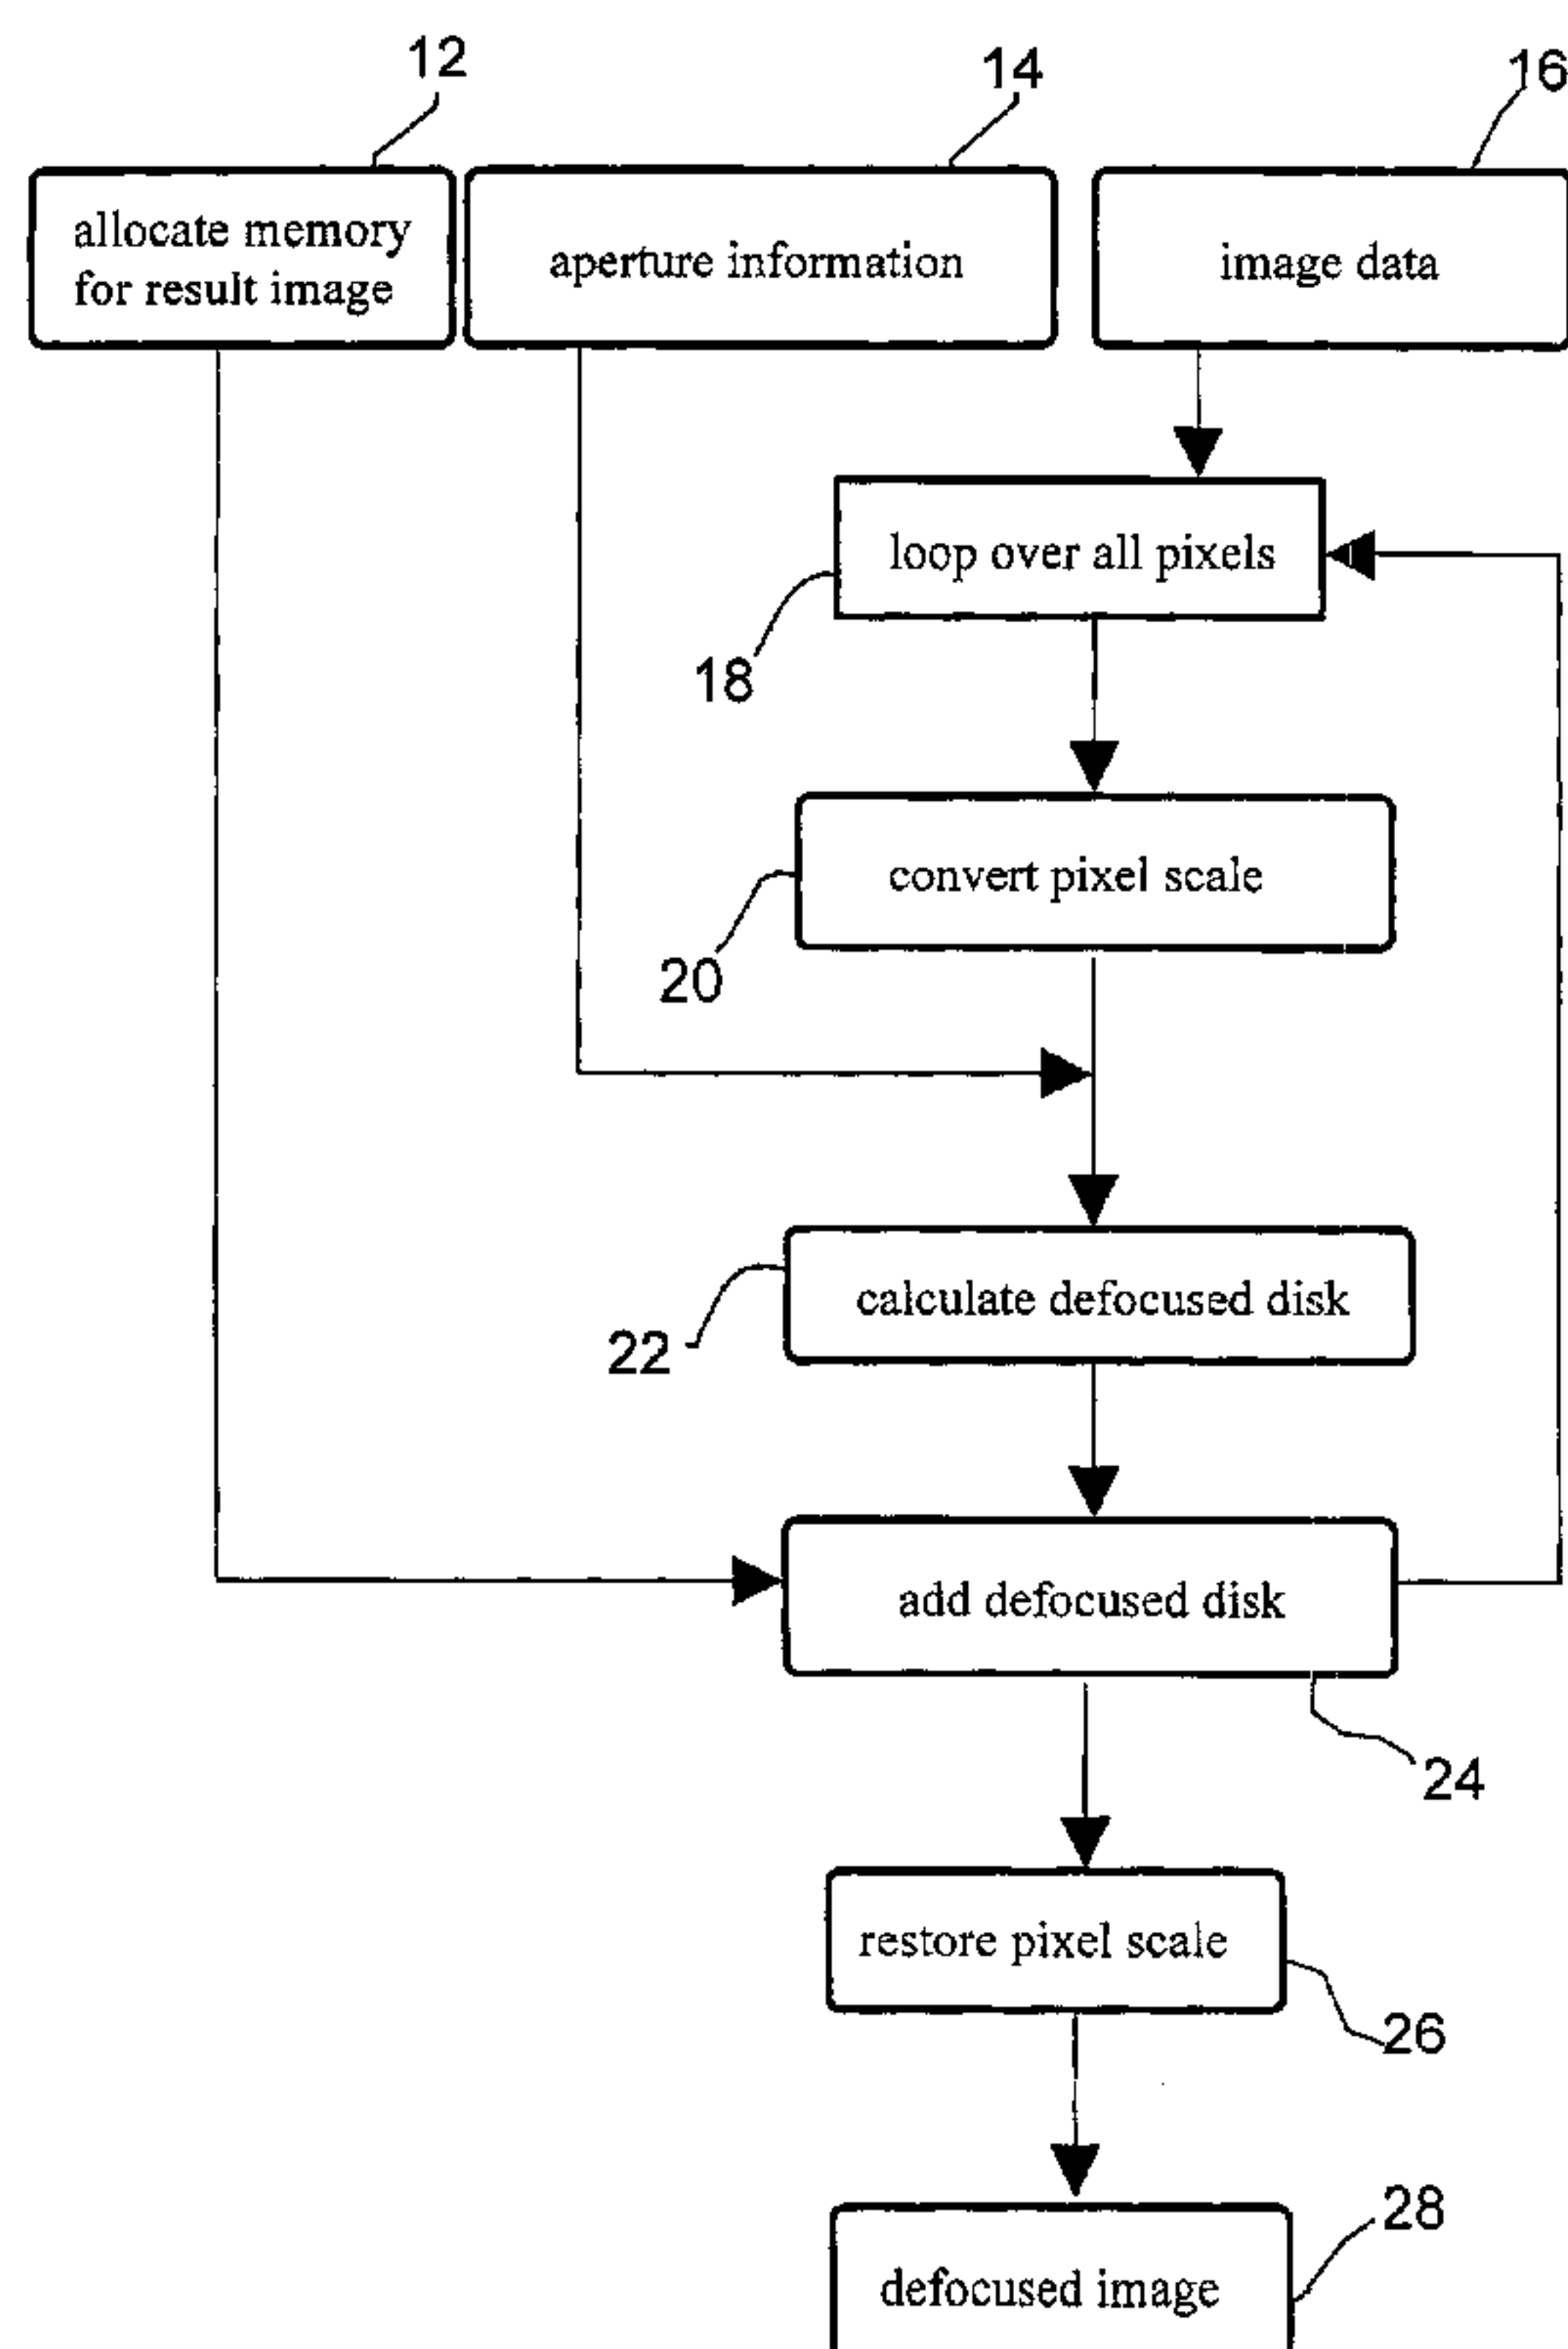 12
14
16
allocate memory
for result image
aperture information
image data
loop over all pixels
18
convert pixel scale
20
calculate defocused disk
22
add defocused disk
24
restore pixel scale
26
28
defocused image